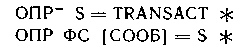 ОПР⁻ S = TRANSACT *
ОПР ФС [СООБ] = S *